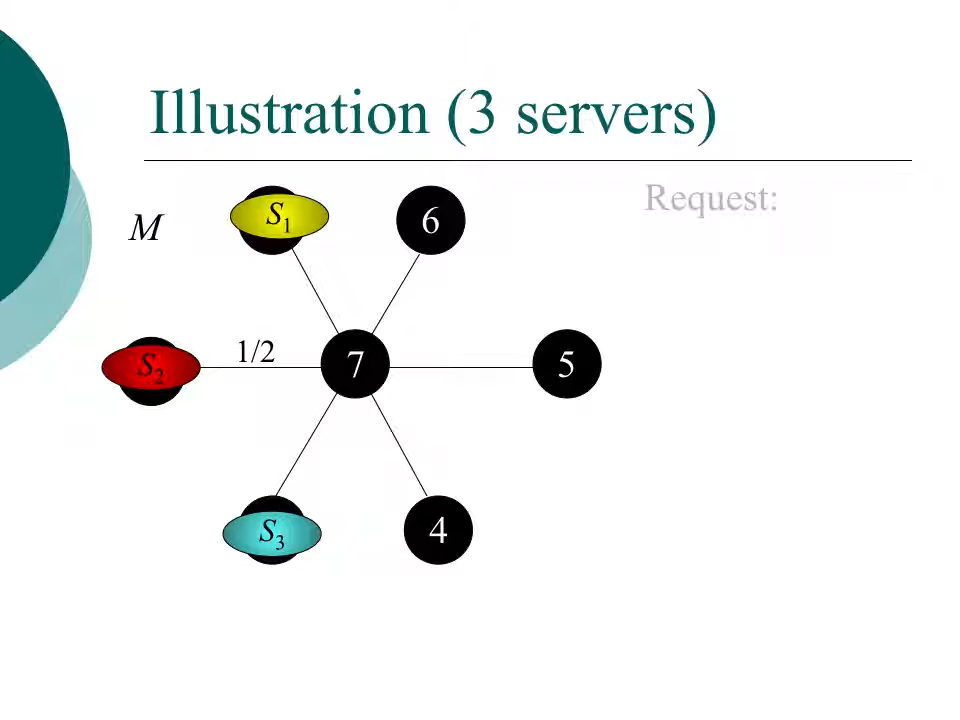 Illustration (3 servers)
Request:
M
S1
6
S2
1/2
7
5
S3
4